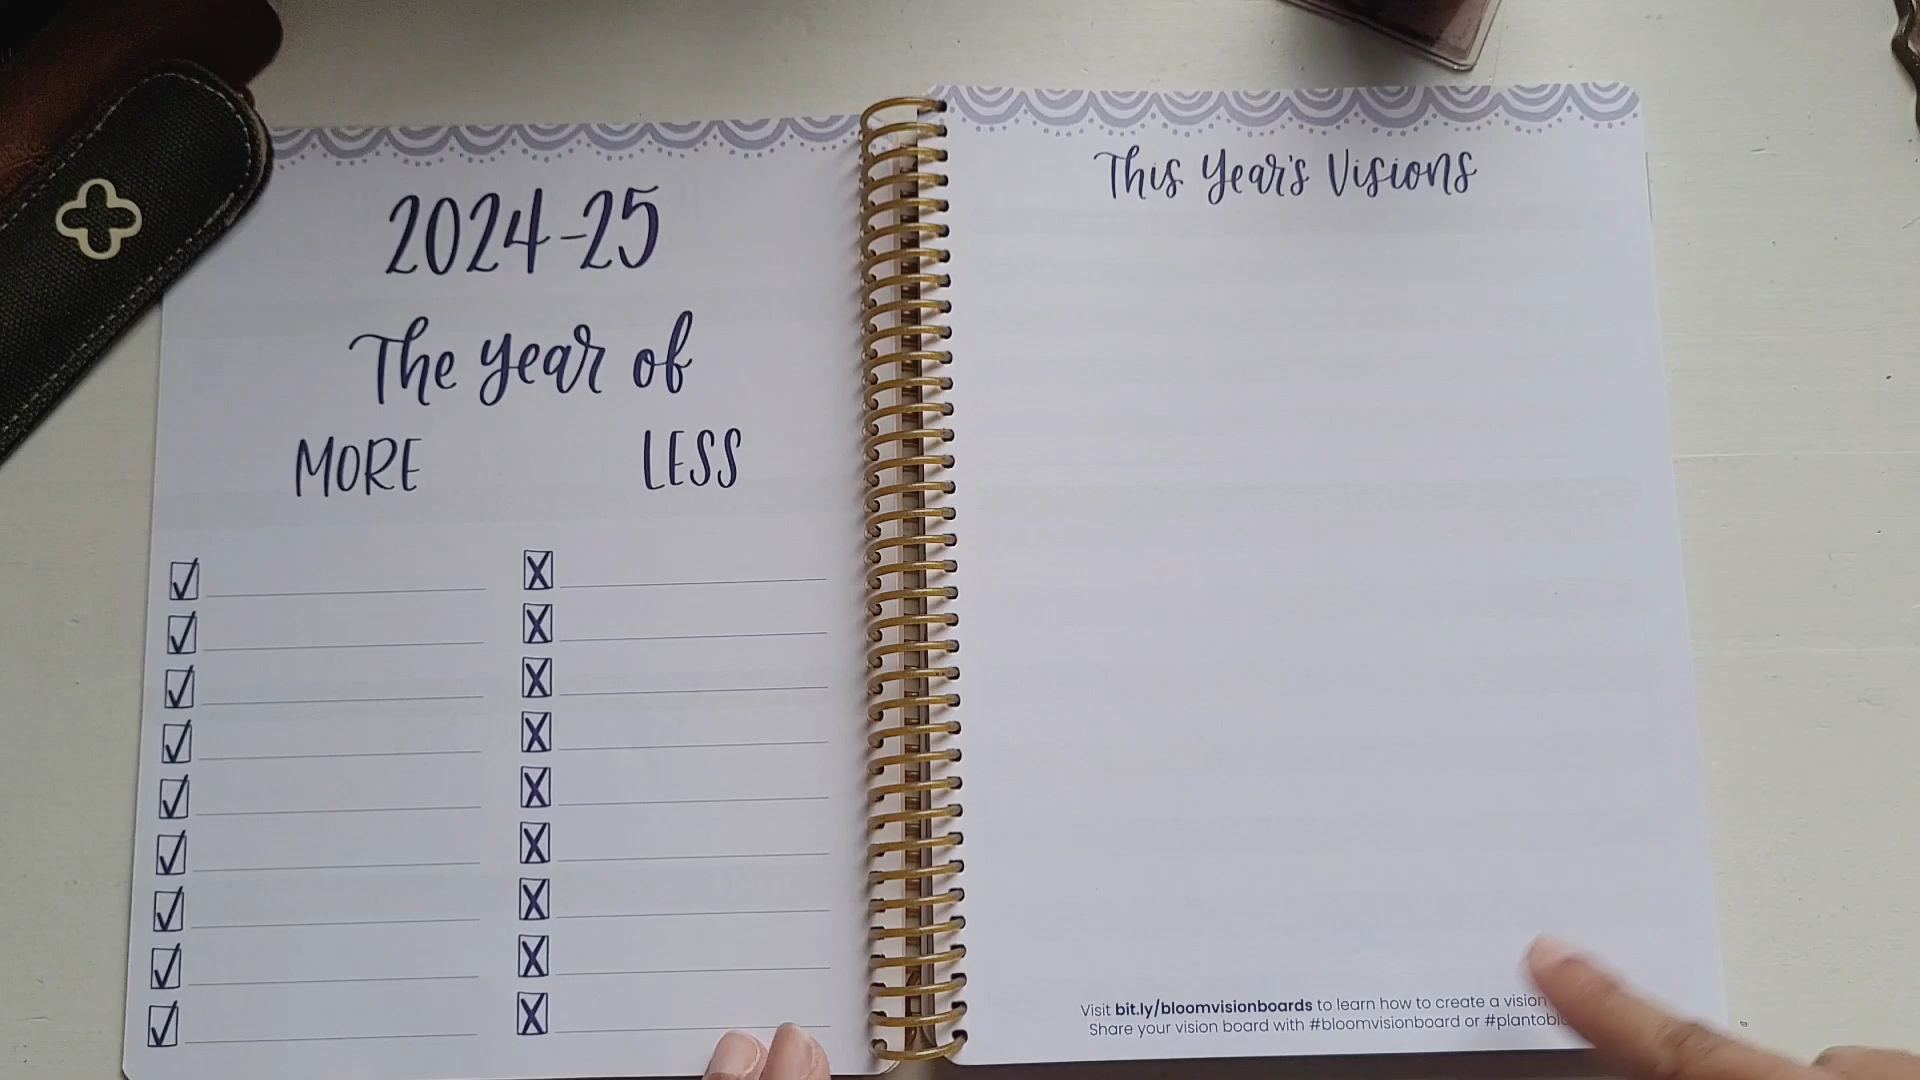 2024-25
The year of
MORE LESS
This Year's Visions
Visit bit.ly/bloomvisionboards to learn how to create a vision
Share your vision board with #bloomvisionboard or